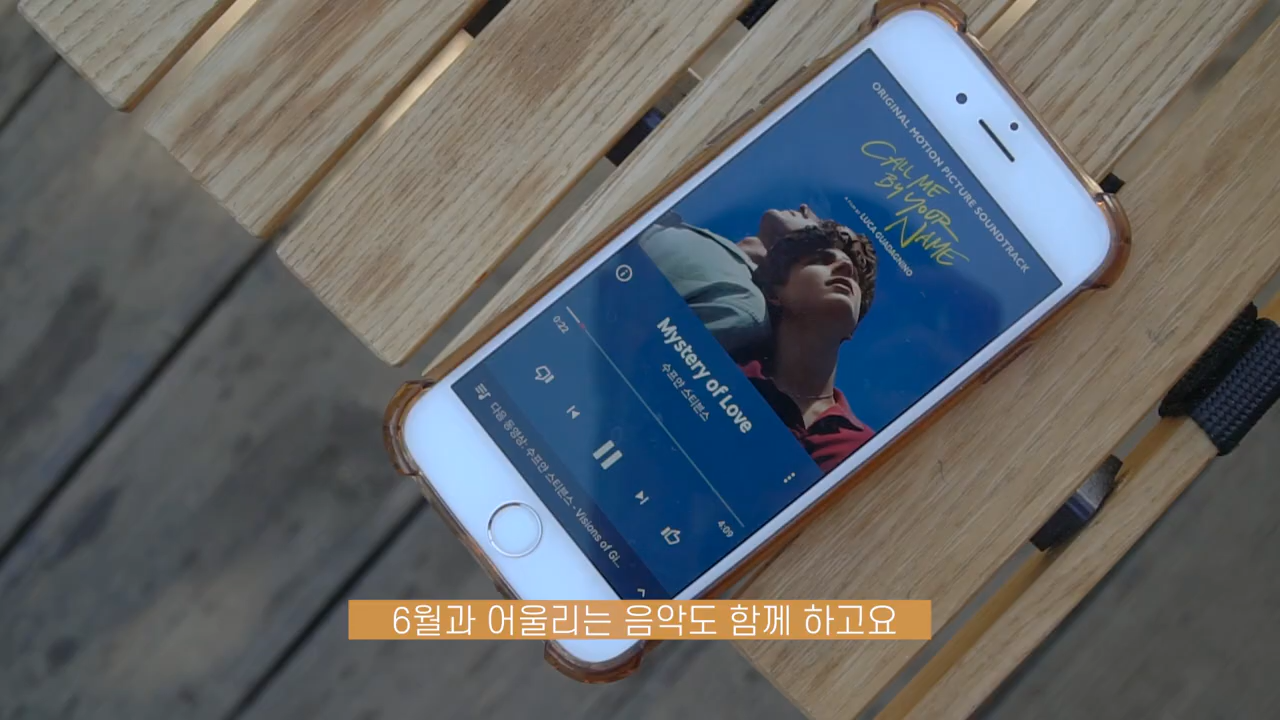 ORIGINAL MOTION PICTURE SOUNDTRACK
CALL ME
BY YOUR
NAME
A FILM BY LUCA GUADAGNINO
Mystery of Love
수프얀 스티븐스
0:22
4:09
다음 동영상: 수프얀 스티븐스 - Visions of Gi...
6월과 어울리는 음악도 함께 하고요